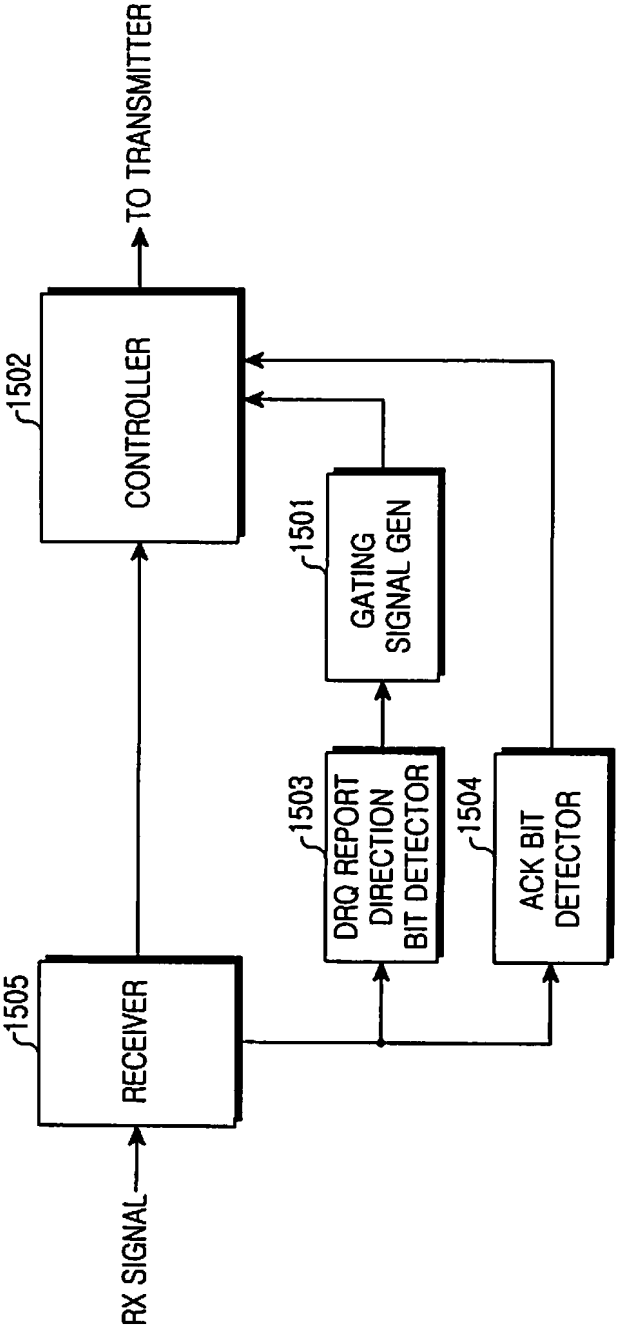 RX SIGNAL
1505
RECEIVER
1502
CONTROLLER
TO TRANSMITTER
1503
DRQ REPORT
DIRECTION
BIT DETECTOR
1501
GATING
SIGNAL GEN
1504
ACK BIT
DETECTOR